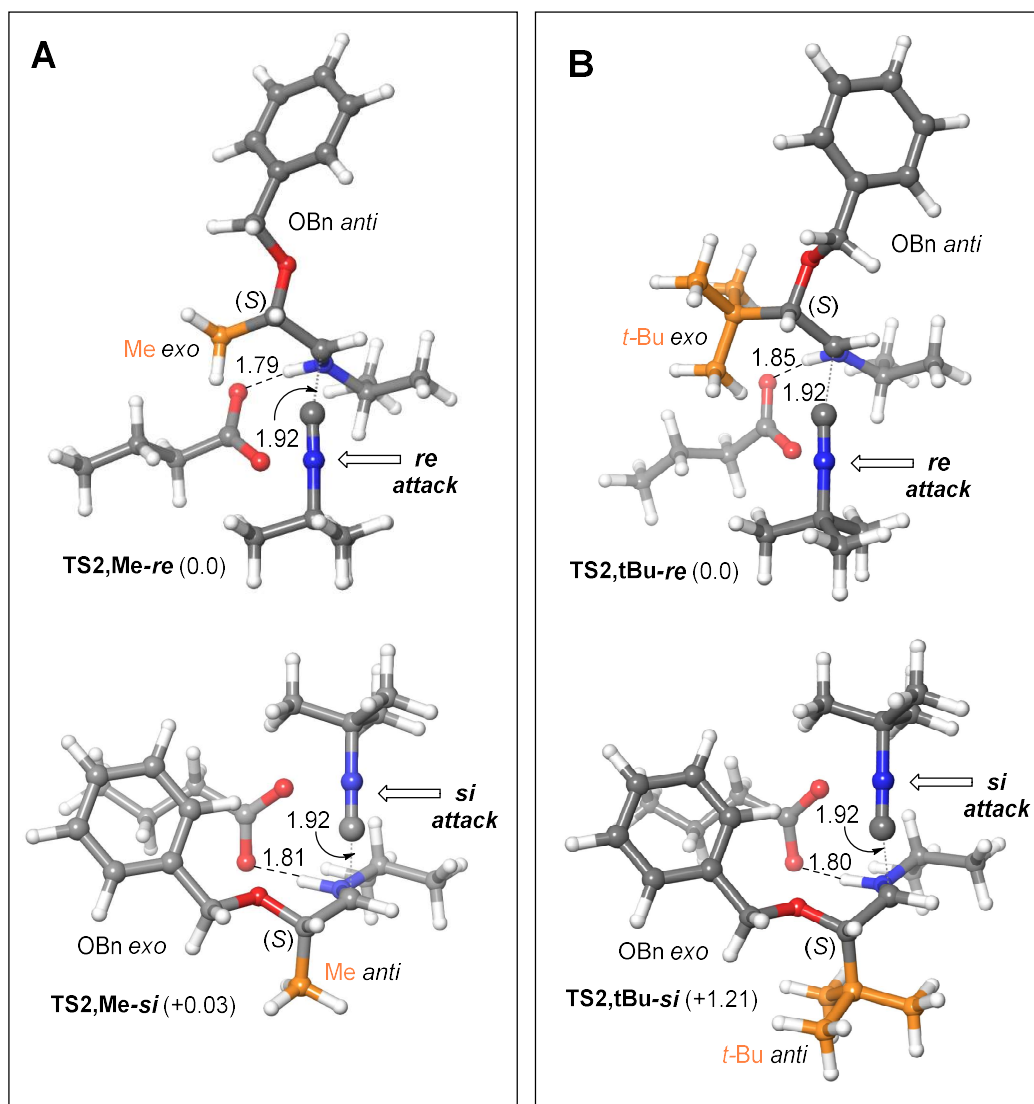 A
OBn anti
(S)
Me exo
1.79
1.92
re
attack
TS2,Me-re (0.0)
1.92
si
attack
1.81
OBn exo
(S)
Me anti
TS2,Me-si (+0.03)
B
OBn anti
(S)
t-Bu exo
1.85
1.92
re
attack
TS2,tBu-re (0.0)
1.92
si
attack
1.80
OBn exo
(S)
TS2,tBu-si (+1.21)
t-Bu anti